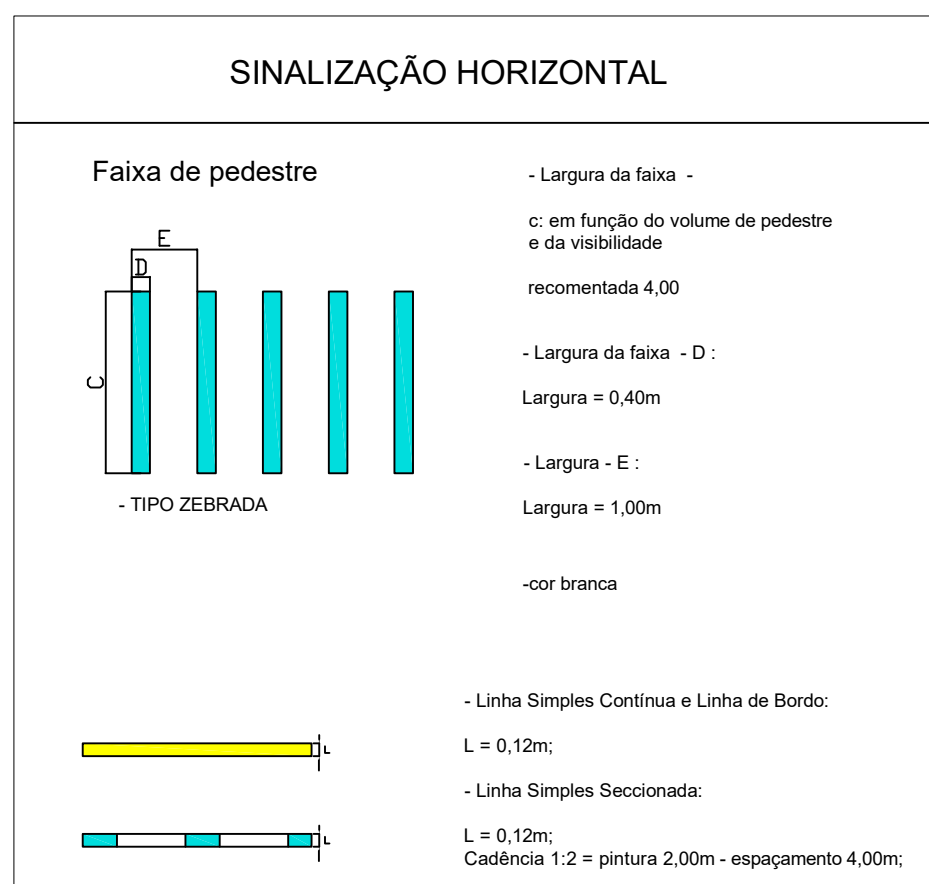 SINALIZAÇÃO HORIZONTAL
Faixa de pedestre
E
D
C
- TIPO ZEBRADA
- Largura da faixa -
c: em função do volume de pedestre
e da visibilidade
recomentada 4,00
- Largura da faixa - D :
Largura = 0,40m
- Largura - E :
Largura = 1,00m
-cor branca
L
- Linha Simples Contínua e Linha de Bordo:
L = 0,12m;
L
- Linha Simples Seccionada:
L = 0,12m;
Cadência 1:2 = pintura 2,00m - espaçamento 4,00m;